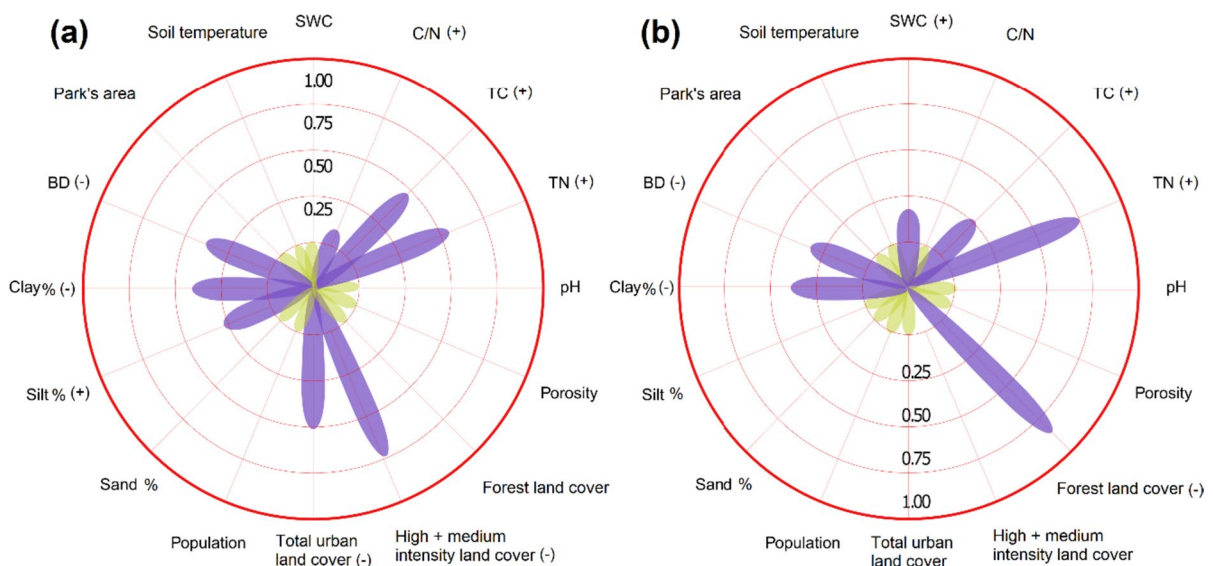 (a)
SWC
Soil temperature
C/N (+)
Park's area
TC (+)
BD (-)
TN (+)
Clay% (-)
pH
Silt % (+)
Porosity
Sand %
Forest land cover
Population
Total urban
land cover (-)
High + medium
intensity land cover (-)
1.00
0.75
0.50
0.25
(b)
SWC (+)
Soil temperature
C/N
Park's area
TC (+)
BD (-)
TN (+)
Clay% (-)
pH
Silt %
Porosity
Sand %
Forest land cover (-)
Population
Total urban
land cover
High + medium
intensity land cover
0.25
0.50
0.75
1.00